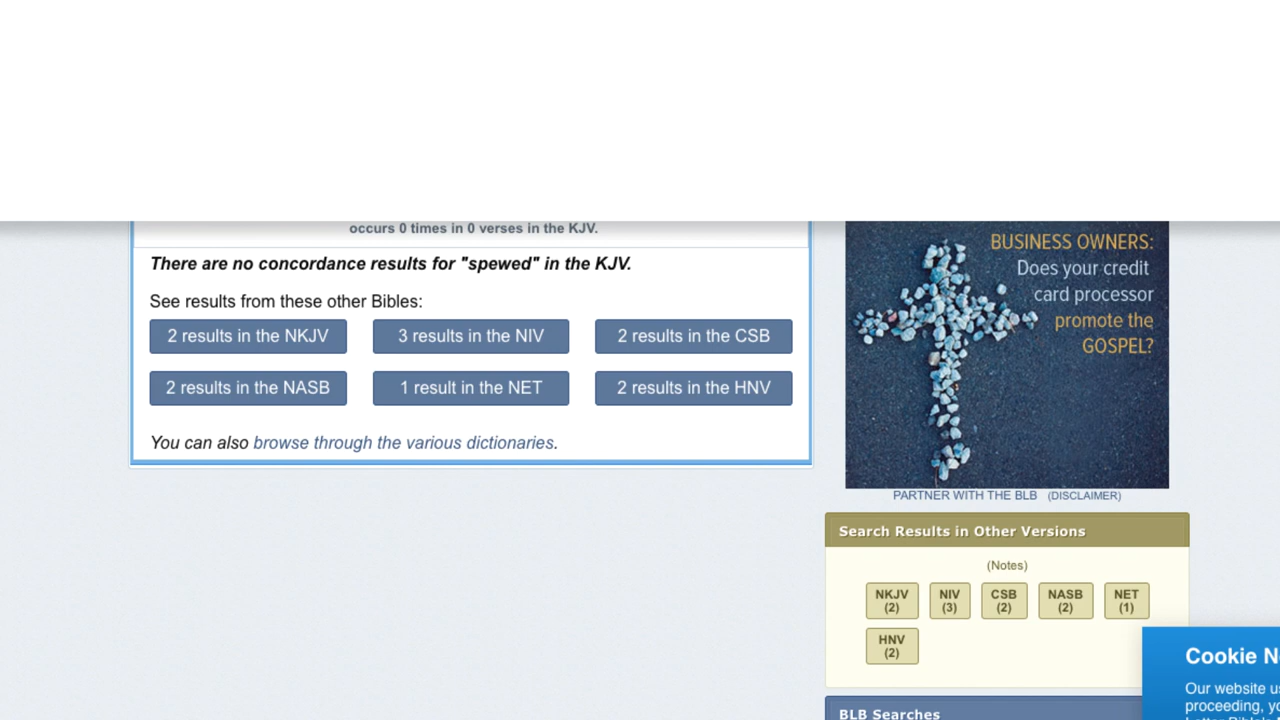 occurs 0 times in 0 verses in the KJV.
There are no concordance results for "spewed" in the KJV.
See results from these other Bibles:
2 results in the NKJV
3 results in the NIV
2 results in the CSB
2 results in the NASB
1 result in the NET
2 results in the HNV
You can also browse through the various dictionaries.
BUSINESS OWNERS:
Does your credit
card processor
promote the
GOSPEL?
PARTNER WITH THE BLB (DISCLAIMER)
Search Results in Other Versions
(Notes)
NKJV
(2)
NIV
(3)
CSB
(2)
NASB
(2)
NET
(1)
HNV
(2)
BLB Searches
Cookie N
Our website u
proceeding, yo